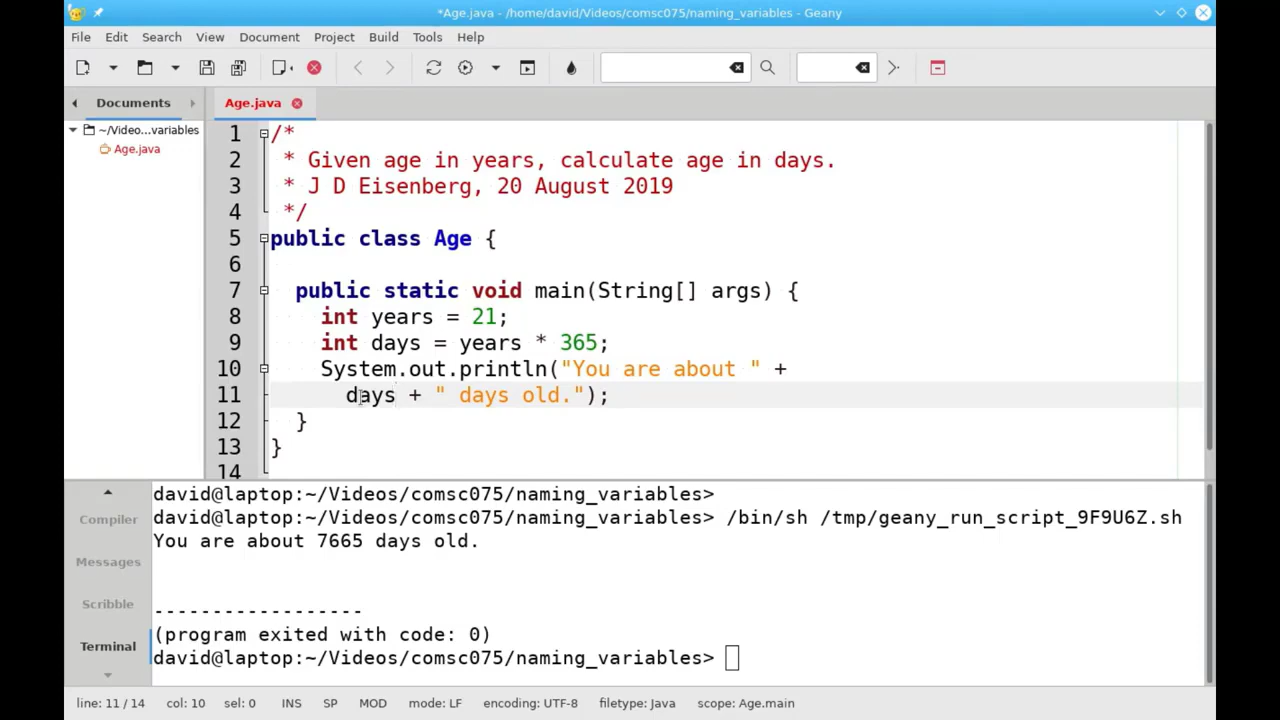 *Age.java - /home/david/Videos/comsc075/naming_variables - Geany
File Edit Search View Document Project Build Tools Help
Documents Age.java
~/Video...variables
Age.java
1 /*
2  * Given age in years, calculate age in days.
3  * J D Eisenberg, 20 August 2019
4  */
5 public class Age {
6
7   public static void main(String[] args) {
8     int years = 21;
9     int days = years * 365;
10     System.out.println("You are about " +
11       days + " days old.");
12   }
13 }
14
Compiler
Messages
Scribble
Terminal
david@laptop:~/Videos/comsc075/naming_variables>
david@laptop:~/Videos/comsc075/naming_variables> /bin/sh /tmp/geany_run_script_9F9U6Z.sh
You are about 7665 days old.
------------------
(program exited with code: 0)
david@laptop:~/Videos/comsc075/naming_variables>
line: 11 / 14 col: 10 sel: 0 INS SP MOD mode: LF encoding: UTF-8 filetype: Java scope: Age.main